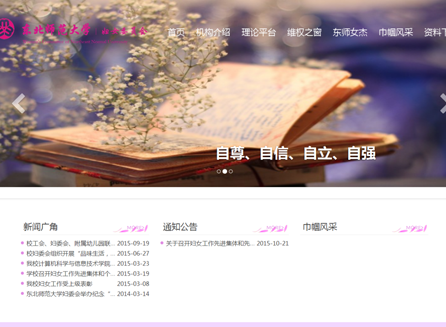 东北师范大学
首页 机构介绍 理论平台 维权之窗 东师女杰 巾帼风采 资料下
自尊、自信、自立、自强
新闻广角
校工会、妇委会、附属幼儿园联... 2015-09-19
校妇委会组织开展“品味生活，... 2015-06-27
我校计算机科学与信息技术学院... 2015-03-23
学校召开妇女工作先进集体和个... 2015-03-19
我校妇女工作受上级表彰 2015-03-08
东北师范大学妇委会举办纪念“... 2014-03-14
通知公告
关于召开妇女工作先进集体和先... 2015-10-21
巾帼风采